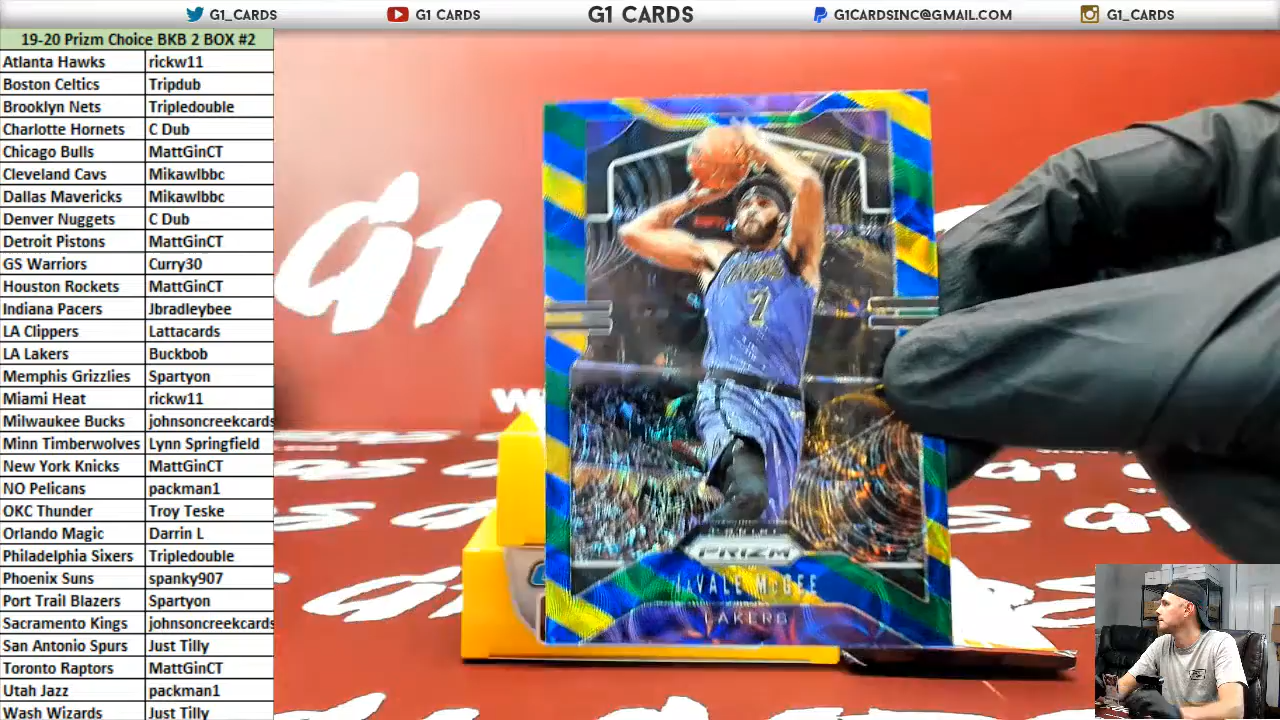 G1_CARDS
G1 CARDS
G1 CARDS
G1CARDSINC@GMAIL.COM
G1_CARDS
19-20 Prizm Choice BKB 2 BOX #2
Atlanta Hawks rickw11
Boston Celtics Tripdub
Brooklyn Nets Tripledouble
Charlotte Hornets C Dub
Chicago Bulls MattGinCT
Cleveland Cavs Mikawlbbc
Dallas Mavericks Mikawlbbc
Denver Nuggets C Dub
Detroit Pistons MattGinCT
GS Warriors Curry30
Houston Rockets MattGinCT
Indiana Pacers Jbradleybee
LA Clippers Lattacards
LA Lakers Buckbob
Memphis Grizzlies Spartyon
Miami Heat rickw11
Milwaukee Bucks johnsoncreekcards
Minn Timberwolves Lynn Springfield
New York Knicks MattGinCT
NO Pelicans packman1
OKC Thunder Troy Teske
Orlando Magic Darrin L
Philadelphia Sixers Tripledouble
Phoenix Suns spanky907
Port Trail Blazers Spartyon
Sacramento Kings johnsoncreekcards
San Antonio Spurs Just Tilly
Toronto Raptors MattGinCT
Utah Jazz packman1
Wash Wizards Just Tilly
G1
7
PANINI
PRIZM
JAVALE McGEE
LAKERS